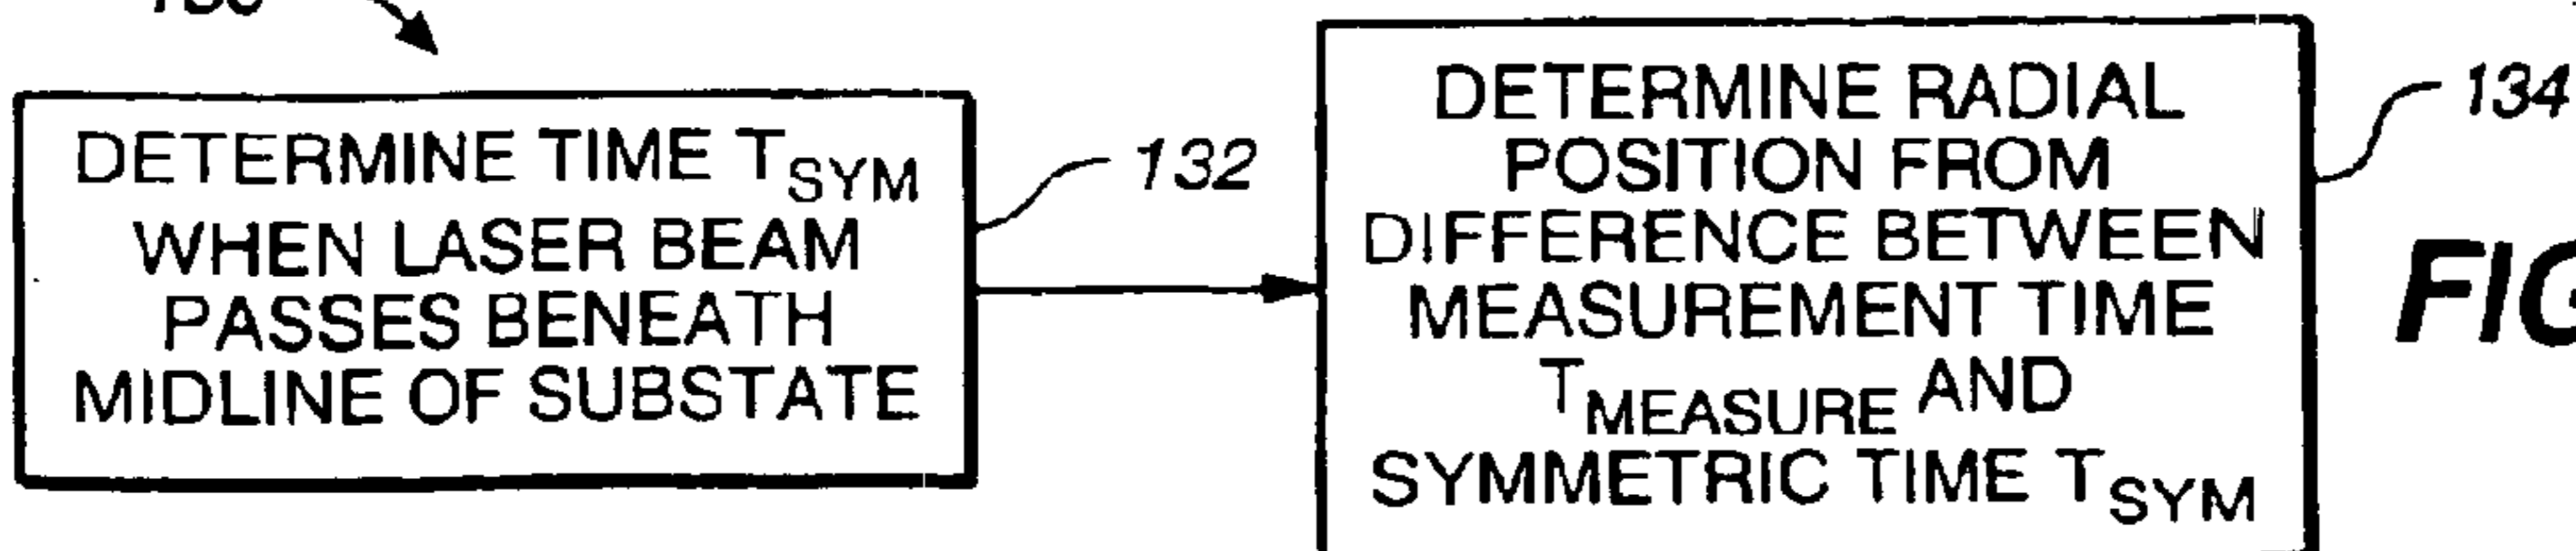 DETERMINE TIME TSYM
WHEN LASER BEAM
PASSES BENEATH
MIDLINE OF SUBSTATE
132
DETERMINE RADIAL
POSITION FROM
DIFFERENCE BETWEEN
MEASUREMENT TIME
TMEASURE AND
SYMMETRIC TIME TSYM
134